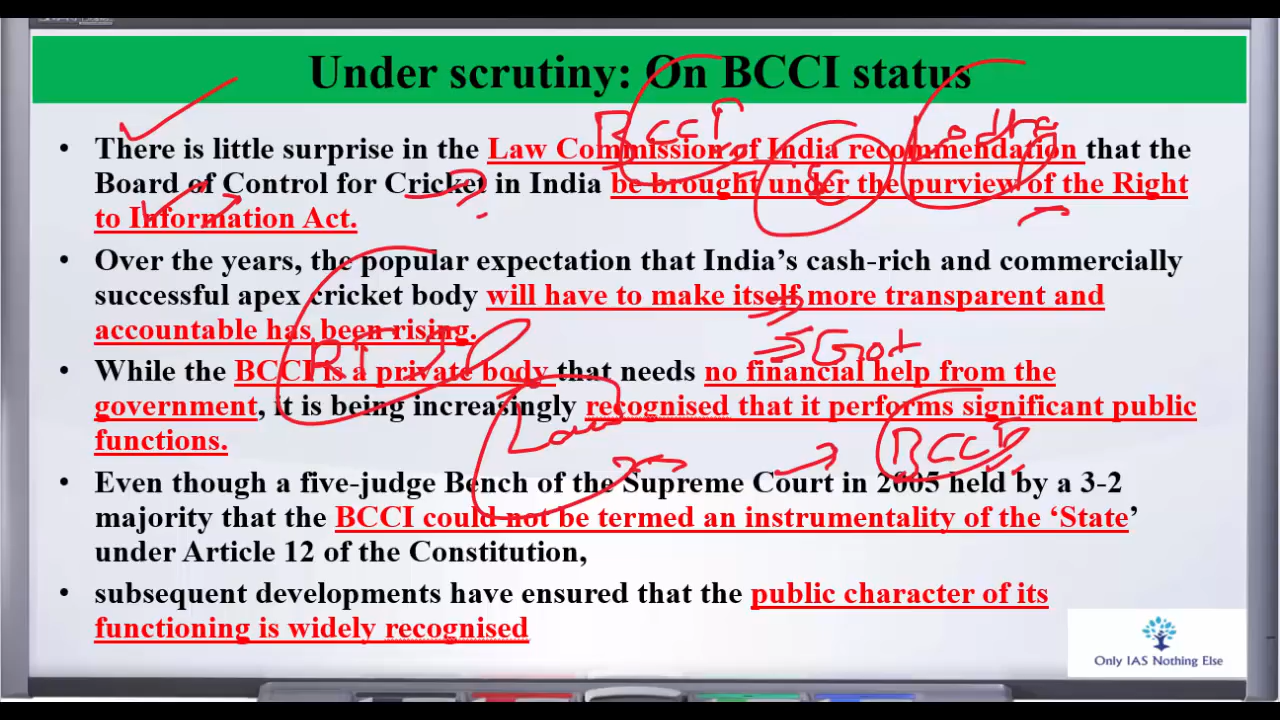 Under scrutiny: On BCCI status
• There is little surprise in the Law Commission of India recommendation that the
Board of Control for Cricket in India be brought under the purview of the Right
to Information Act.
• Over the years, the popular expectation that India's cash-rich and commercially
successful apex cricket body will have to make itself more transparent and
accountable has been rising.
• While the BCCI is a private body that needs no financial help from the
government, it is being increasingly recognised that it performs significant public
functions.
• Even though a five-judge Bench of the Supreme Court in 2005 held by a 3-2
majority that the BCCI could not be termed an instrumentality of the ‘State’
under Article 12 of the Constitution,
• subsequent developments have ensured that the public character of its
functioning is widely recognised
BCCI
SC
Lodha
RTI
Law
BCCI
Only IAS Nothing Else